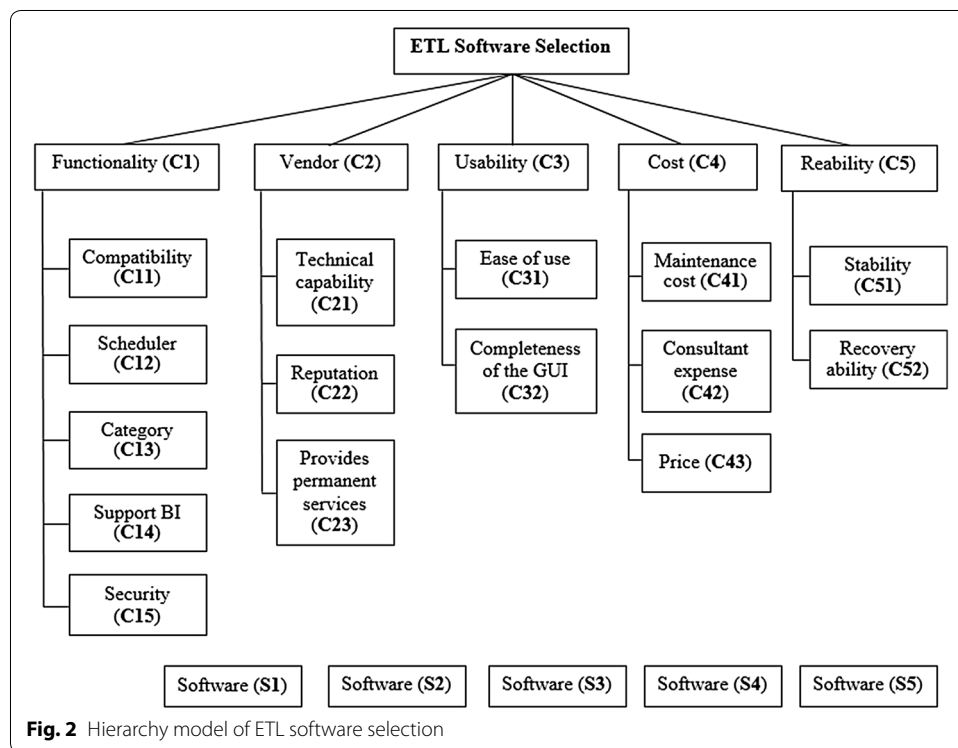 ETL Software Selection
Functionality (C1)
Vendor (C2)
Usability (C3)
Cost (C4)
Reability (C5)
Compatibility
(C11)
Scheduler
(C12)
Category
(C13)
Support BI
(C14)
Security
(C15)
Technical
capability
(C21)
Reputation
(C22)
Provides
permanent
services
(C23)
Ease of use
(C31)
Completeness
of the GUI
(C32)
Maintenance
cost (C41)
Consultant
expense
(C42)
Price (C43)
Stability
(C51)
Recovery
ability (C52)
Software (S1)
Software (S2)
Software (S3)
Software (S4)
Software (S5)
Fig. 2 Hierarchy model of ETL software selection